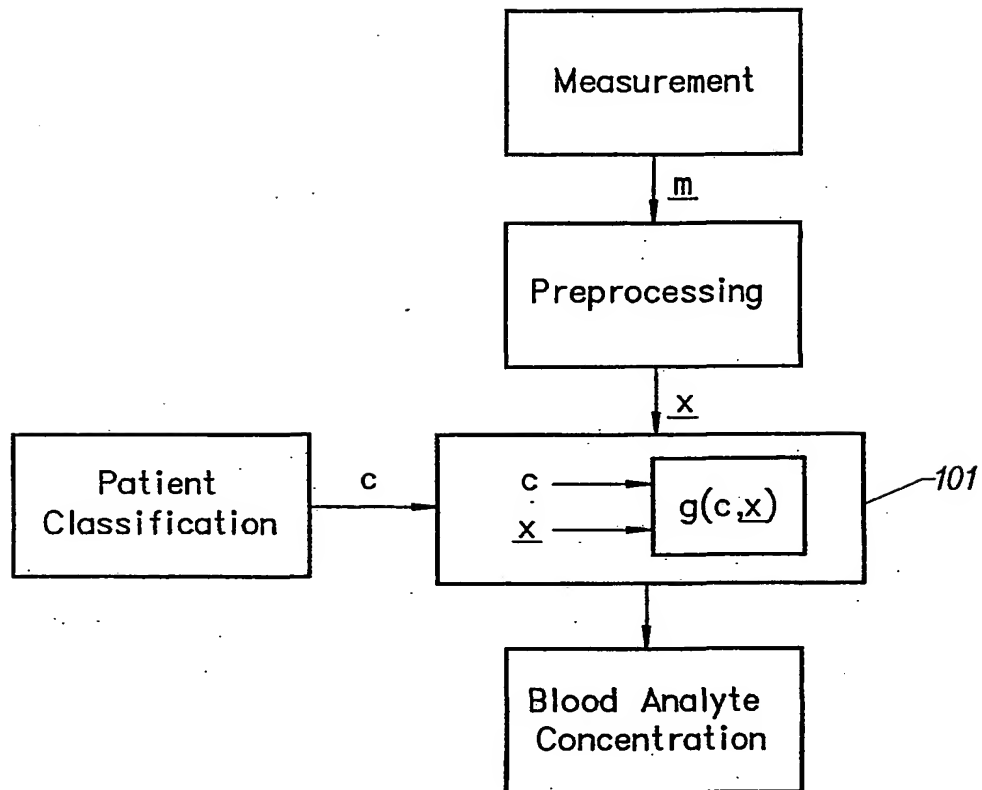 Measurement
m
Preprocessing
x
Patient
Classification
c
c
x
g(c,x)
101
Blood Analyte
Concentration